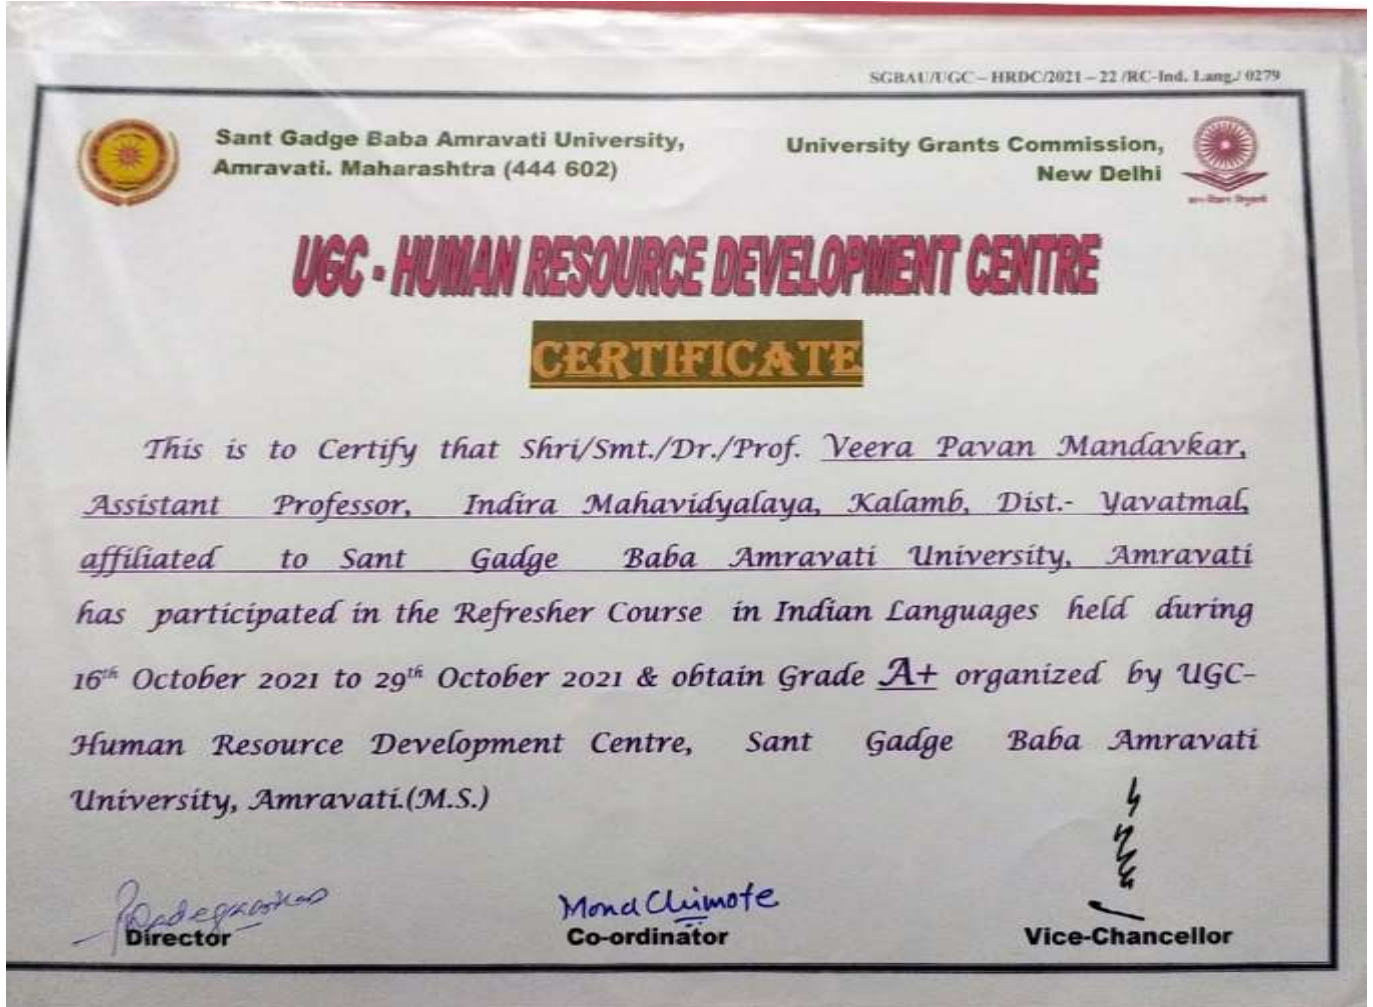 SGBAU/UGC – HRDC/2021 – 22 /RC-Ind. Lang./ 0279
Sant Gadge Baba Amravati University,
Amravati. Maharashtra (444 602)
University Grants Commission,
New Delhi
ज्ञान-विज्ञान विमुक्तये
UGC - HUMAN RESOURCE DEVELOPMENT CENTRE
CERTIFICATE
This is to Certify that Shri/Smt./Dr./Prof. Veera Pavan Mandavkar,
Assistant Professor, Indira Mahavidyalaya, Kalamb, Dist.- Yavatmal,
affiliated to Sant Gadge Baba Amravati University, Amravati
has participated in the Refresher Course in Indian Languages held during
16th October 2021 to 29th October 2021 & obtain Grade A+ organized by UGC-
Human Resource Development Centre, Sant Gadge Baba Amravati
University, Amravati.(M.S.)
Mona Chimote
Director
Co-ordinator
Vice-Chancellor